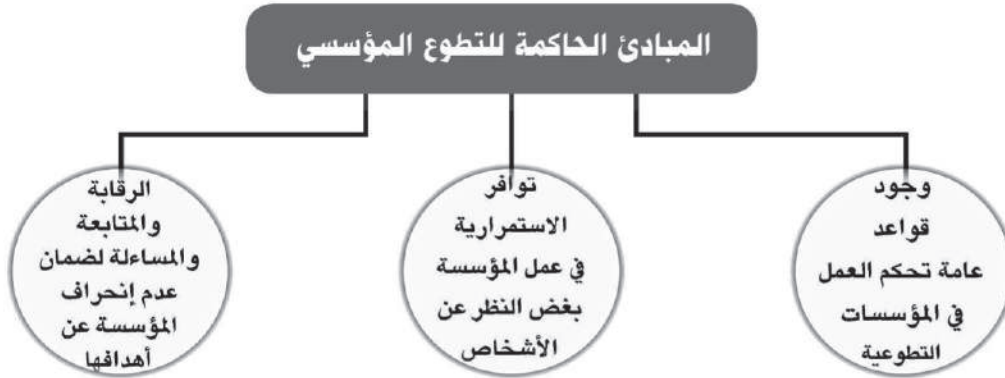 المبادئ الحاكمة للتطوع المؤسسي
وجود
قواعد
عامة تحكم العمل
في المؤسسات
التطوعية
توافر
الاستمرارية
في عمل المؤسسة
بغض النظر عن
الأشخاص
الرقابة
والمتابعة
والمساءلة لضمان
عدم إنحراف
المؤسسة عن
أهدافها